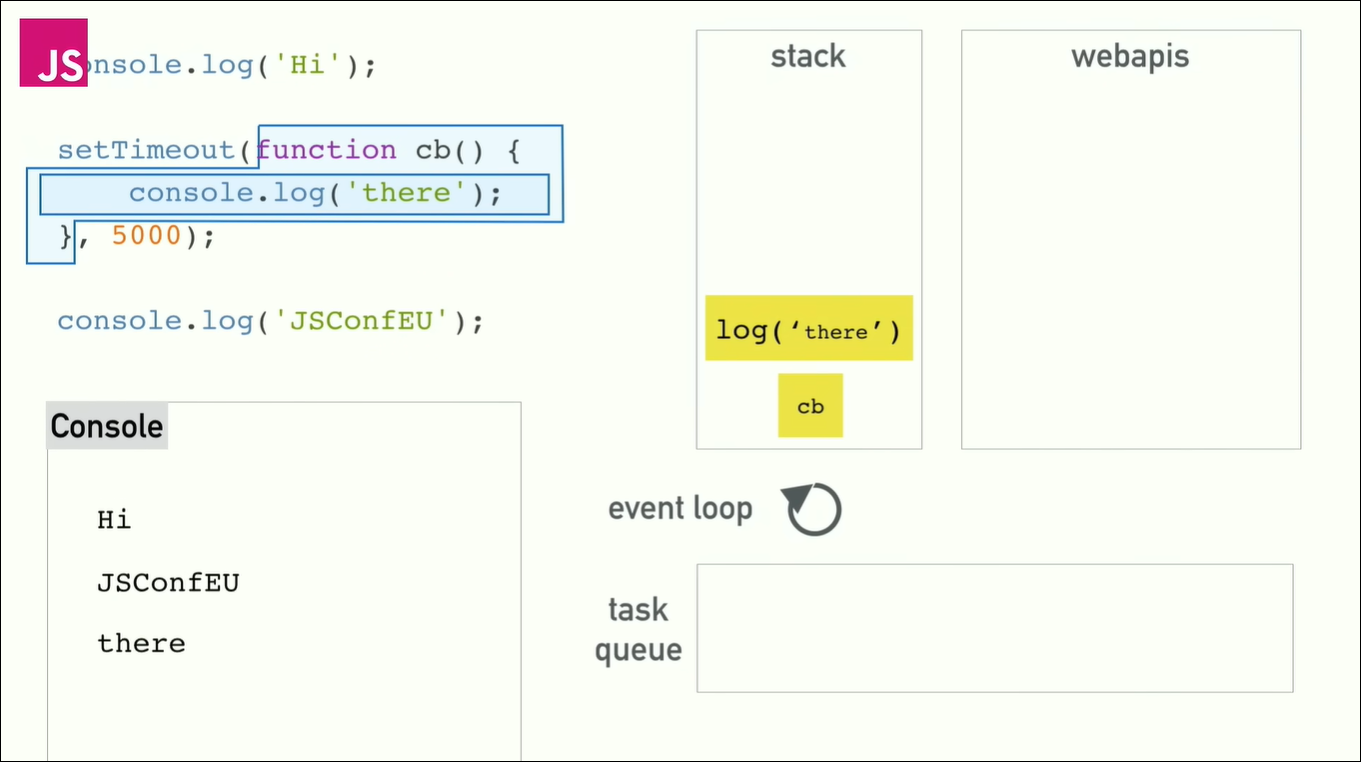 JS
onsole.log('Hi');
setTimeout(function cb() {
console.log('there');
}, 5000);
console.log('JSConfEU');
Console
Hi
JSConfEU
there
stack
log(‘there’)
cb
webapis
event loop
task
queue